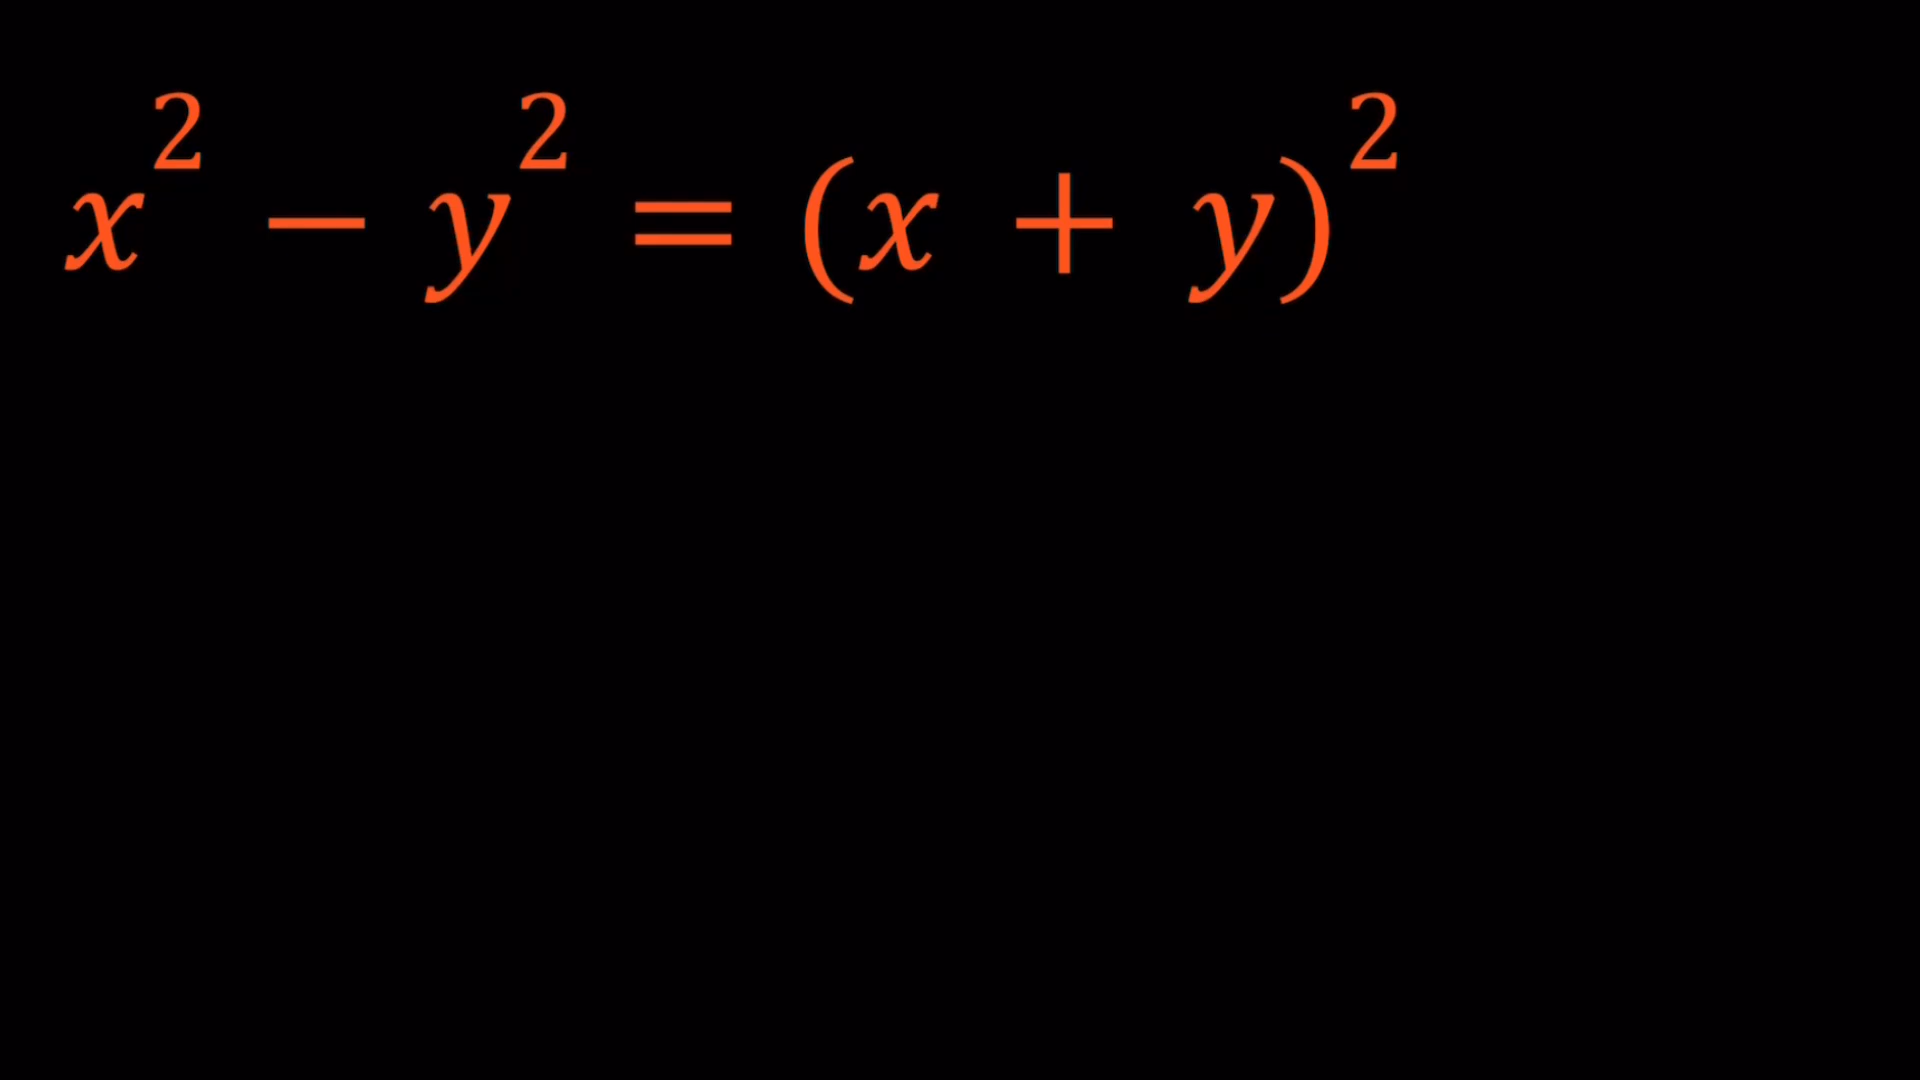 x² − y² = (x + y)²